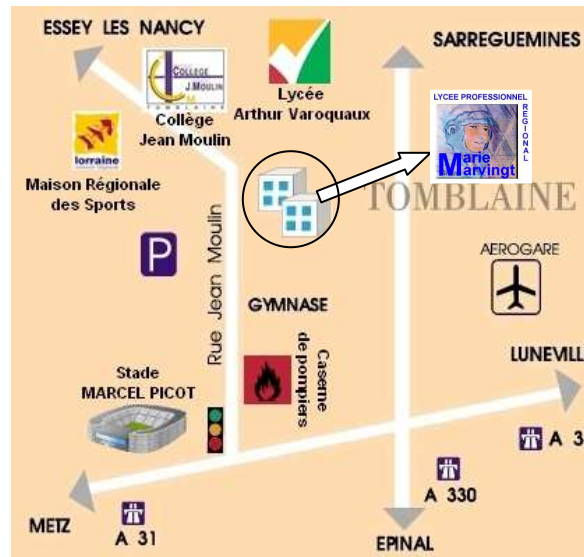 ESSEY LES NANCY
SARREGUEMINES
COLLEGE
J.MOULIN
TOMBLAINE
Collège
Jean Moulin
Lycée
Arthur Varoquaux
LYCEE PROFESSIONNEL
REGIONAL
Marie
Marvingt
lorraine
Maison Régionale
des Sports
TOMBLAINE
P
Rue Jean Moulin
AEROGARE
GYMNASE
Caserne
de pompiers
LUNEVILL
Stade
MARCEL PICOT
A 3
A 330
METZ
A 31
EPINAL